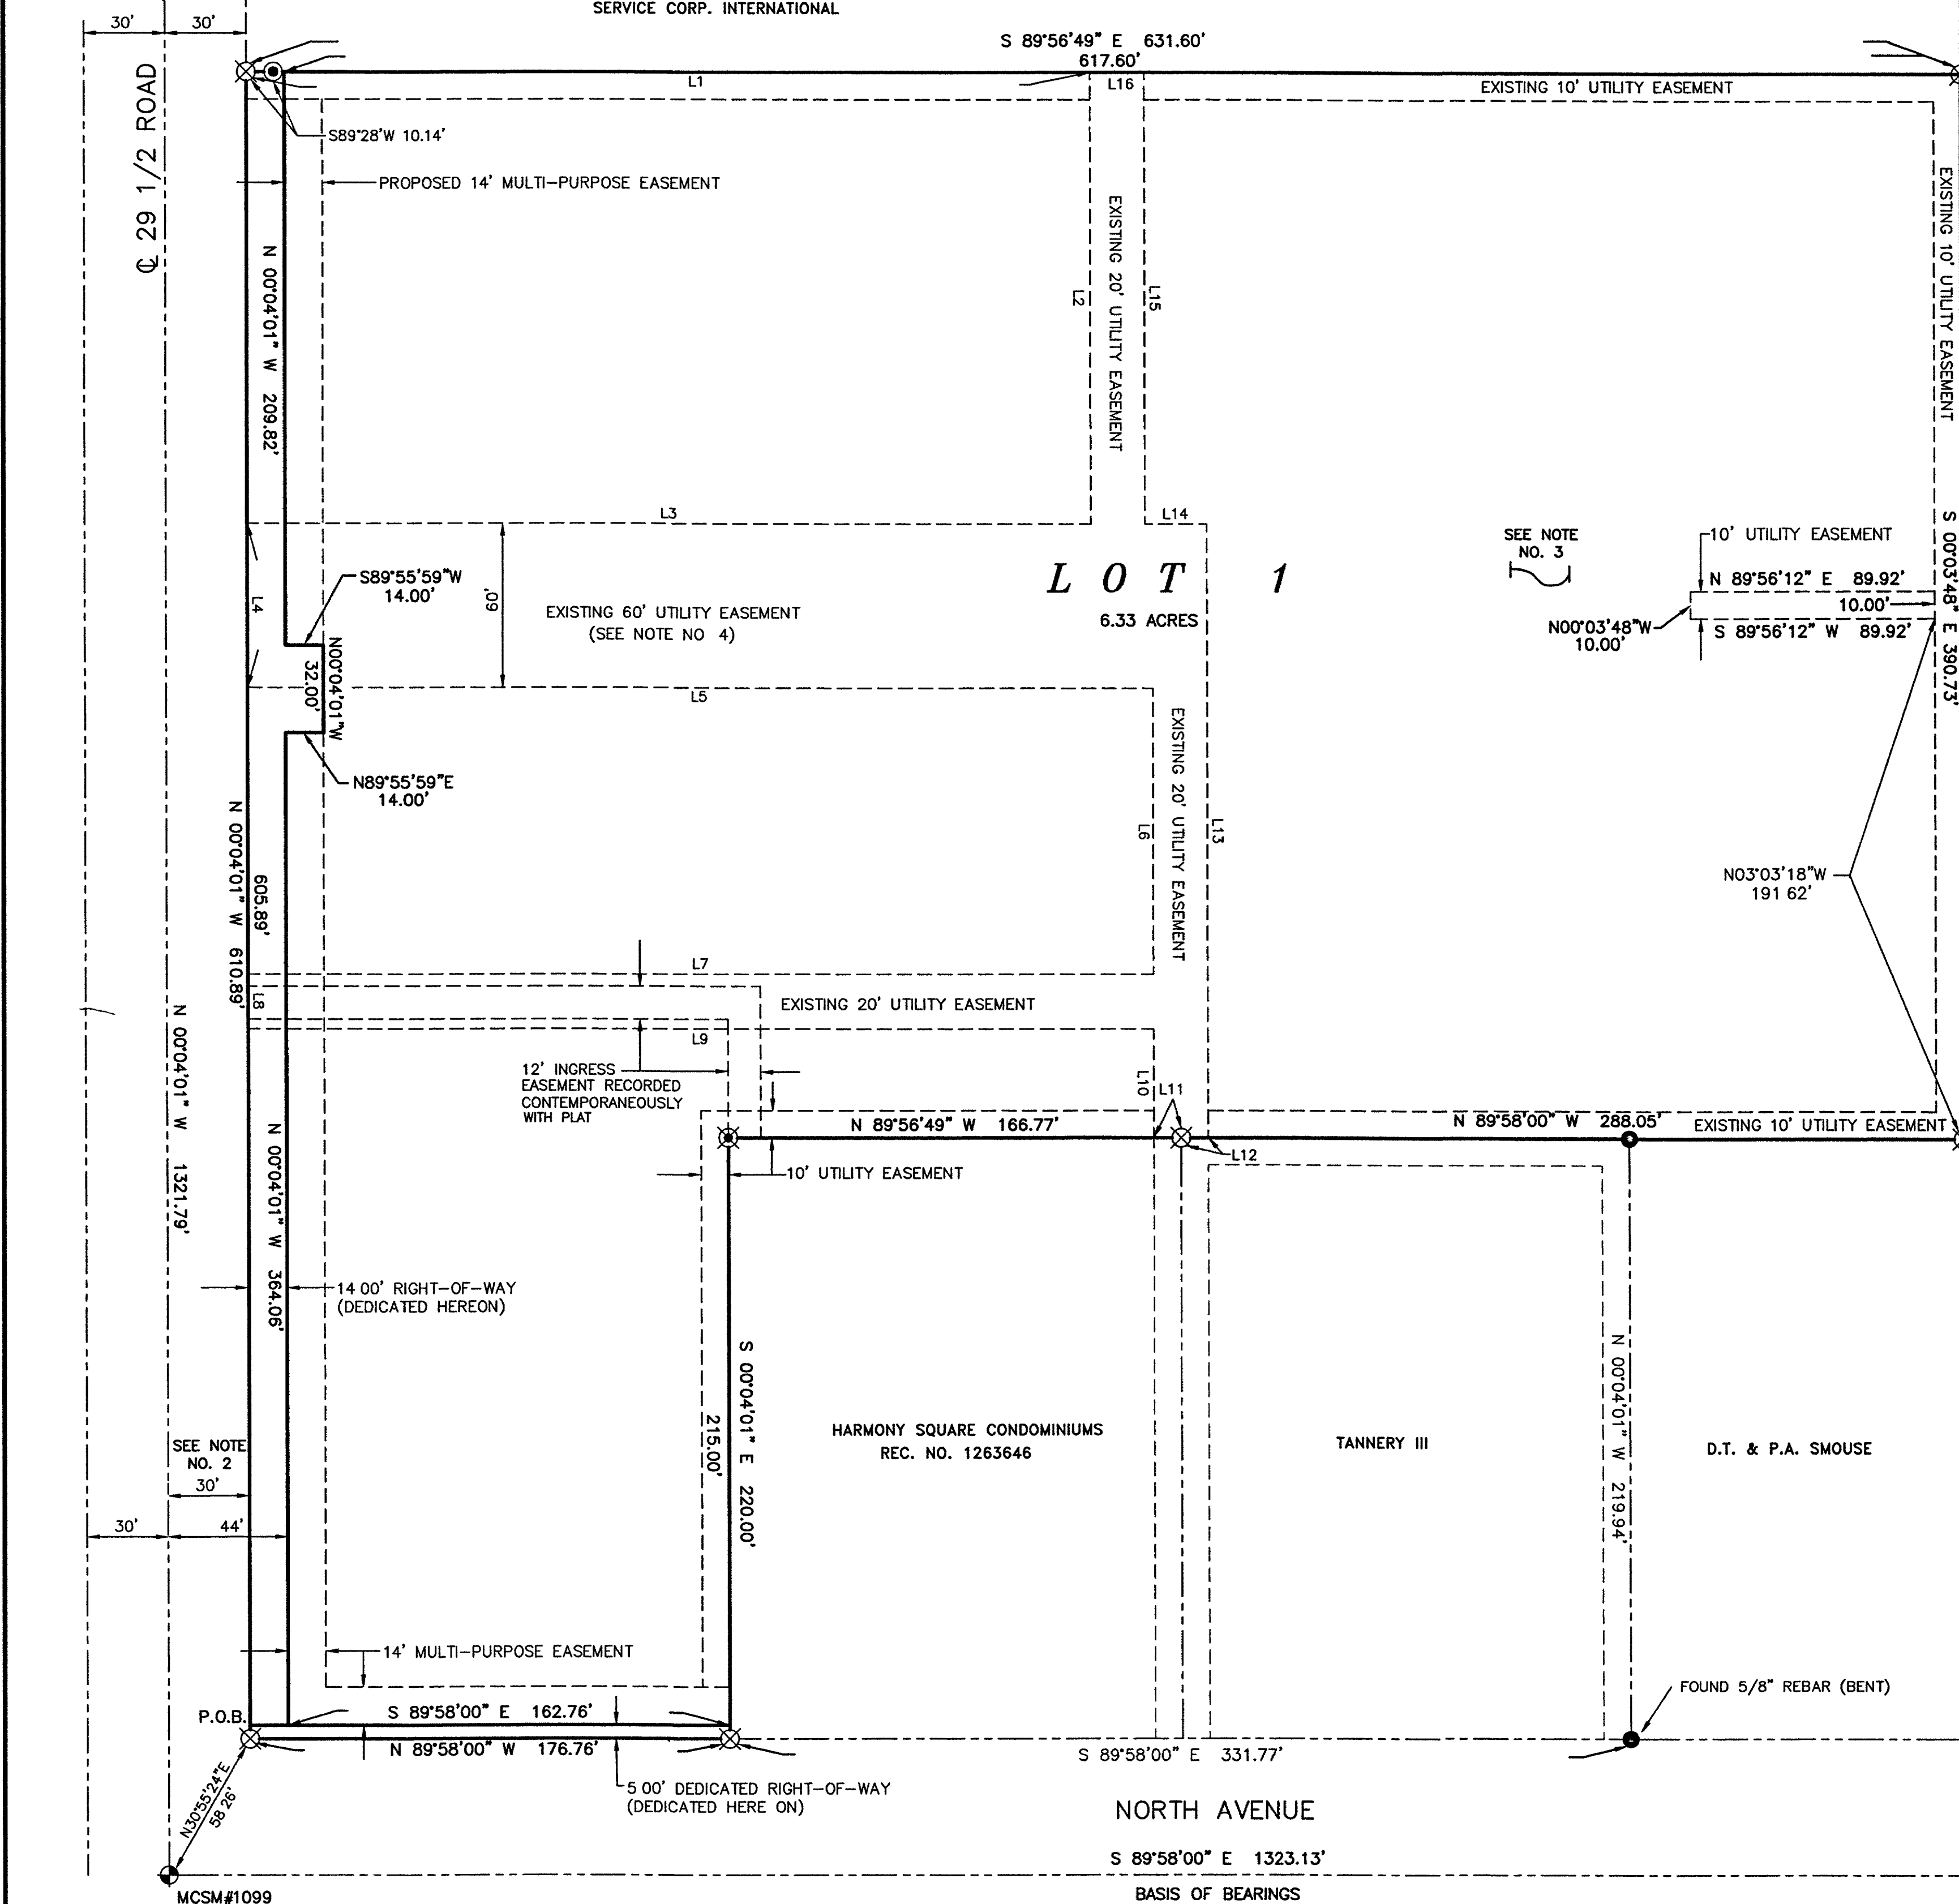 SERVICE CORP. INTERNATIONAL
30'
30'
S 89°56'49" E 631.60'
617.60'
L1
L16
EXISTING 10' UTILITY EASEMENT
S89°28'W 10.14'
℄ 29 1/2 ROAD
PROPOSED 14' MULTI-PURPOSE EASEMENT
N 00°04'01" W 209.82'
EXISTING 20' UTILITY EASEMENT
L2
L15
EXISTING 10' UTILITY EASEMENT
L3
L14
L4
S89°55'59"W
14.00'
60'
EXISTING 60' UTILITY EASEMENT
(SEE NOTE NO 4)
LOT 1
6.33 ACRES
SEE NOTE
NO. 3
10' UTILITY EASEMENT
N 89°56'12" E 89.92'
10.00'
S 89°56'12" W 89.92'
N00°03'48"W
10.00'
S 00°03'48" E 390.73'
N00°04'01"W
32.00'
L5
N89°55'59"E
14.00'
EXISTING 20' UTILITY EASEMENT
L6
L13
N03°03'18"W
191 62'
605.89'
N 00°04'01" W 610.89'
L7
L8
EXISTING 20' UTILITY EASEMENT
L9
12' INGRESS
EASEMENT RECORDED
CONTEMPORANEOUSLY
WITH PLAT
L10
L11
N 00°04'01" W 1321.79'
N 89°56'49" W 166.77'
N 89°58'00" W 288.05'
EXISTING 10' UTILITY EASEMENT
L12
10' UTILITY EASEMENT
N 00°04'01" W 364.06'
14 00' RIGHT-OF-WAY
(DEDICATED HEREON)
S 00°04'01" E 220.00'
215.00'
HARMONY SQUARE CONDOMINIUMS
REC. NO. 1263646
TANNERY III
N 00°04'01" W 219.94'
D.T. & P.A. SMOUSE
SEE NOTE
NO. 2
30'
30'
44'
14' MULTI-PURPOSE EASEMENT
FOUND 5/8" REBAR (BENT)
P.O.B.
S 89°58'00" E 162.76'
N 89°58'00" W 176.76'
S 89°58'00" E 331.77'
N30°55'24"E
58 26'
5 00' DEDICATED RIGHT-OF-WAY
(DEDICATED HERE ON)
NORTH AVENUE
S 89°58'00" E 1323.13'
MCSM#1099
BASIS OF BEARINGS